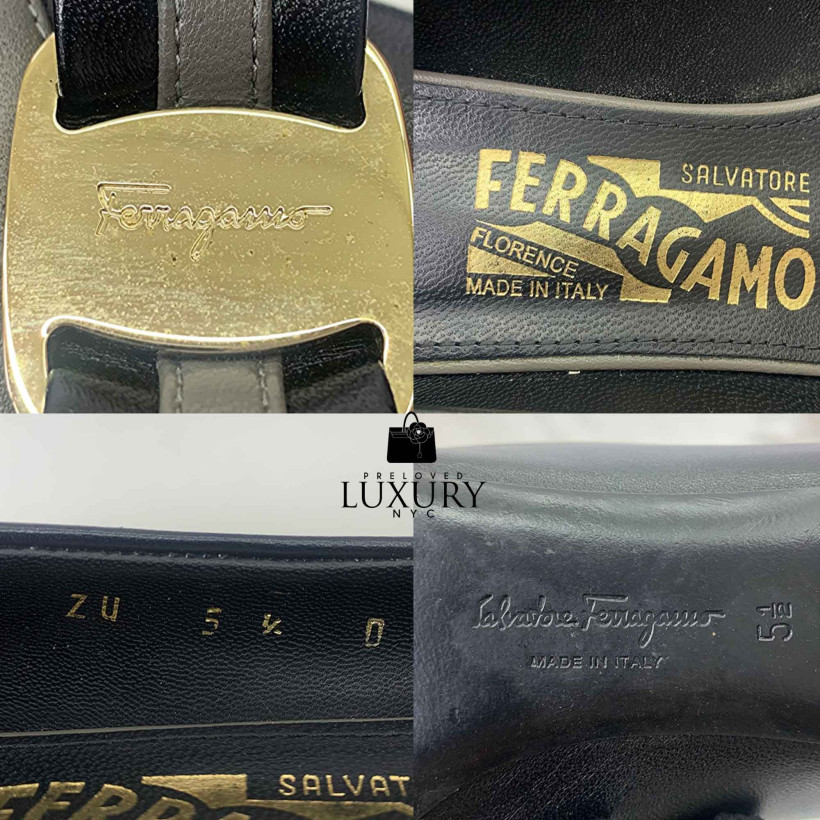 Ferragamo
SALVATORE
FERRAGAMO
FLORENCE
MADE IN ITALY
PRELOVED
LUXURY
NYC
ZU 5 ½ D
SALVAT
FERRAG
Salvatore Ferragamo
MADE IN ITALY
5½